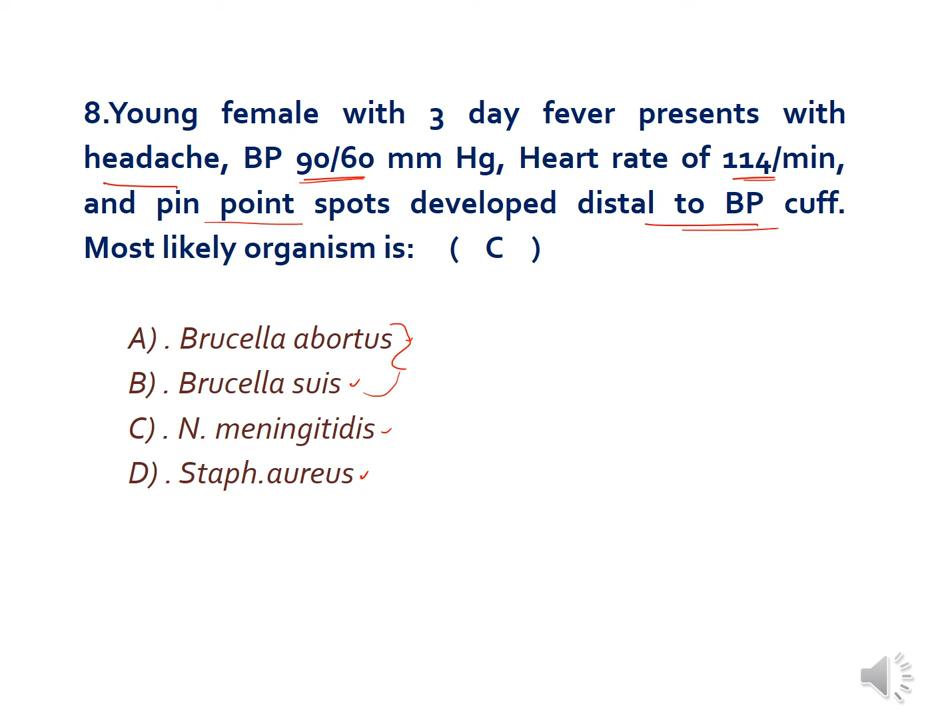 8.Young female with 3 day fever presents with
headache, BP 90/60 mm Hg, Heart rate of 114/min,
and pin point spots developed distal to BP cuff.
Most likely organism is: ( C )
A) . Brucella abortus
B) . Brucella suis
C) . N. meningitidis
D) . Staph.aureus